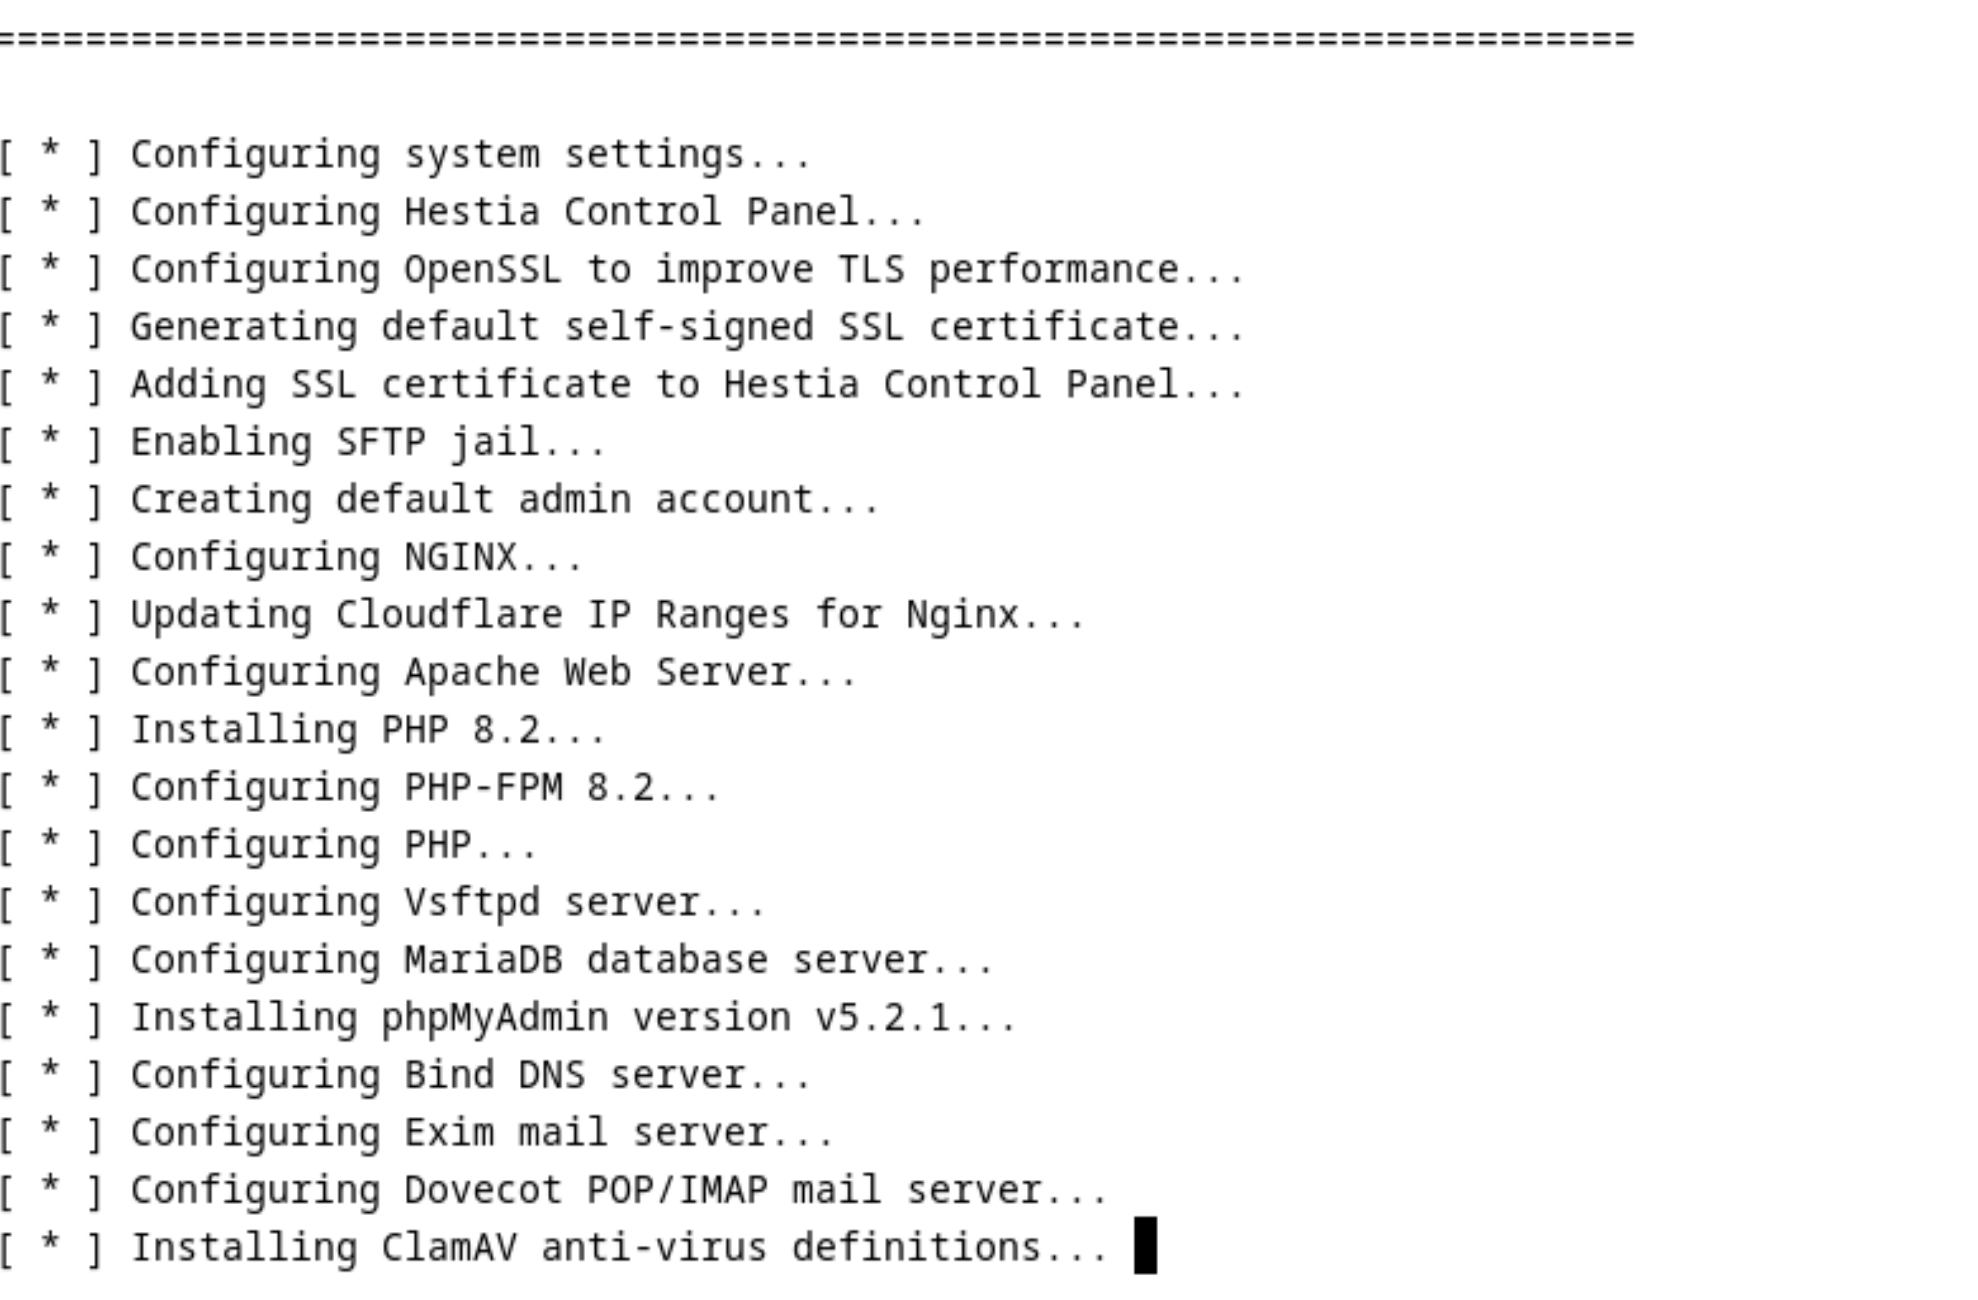 ========================================================================
[ * ] Configuring system settings...
[ * ] Configuring Hestia Control Panel...
[ * ] Configuring OpenSSL to improve TLS performance...
[ * ] Generating default self-signed SSL certificate...
[ * ] Adding SSL certificate to Hestia Control Panel...
[ * ] Enabling SFTP jail...
[ * ] Creating default admin account...
[ * ] Configuring NGINX...
[ * ] Updating Cloudflare IP Ranges for Nginx...
[ * ] Configuring Apache Web Server...
[ * ] Installing PHP 8.2...
[ * ] Configuring PHP-FPM 8.2...
[ * ] Configuring PHP...
[ * ] Configuring Vsftpd server...
[ * ] Configuring MariaDB database server...
[ * ] Installing phpMyAdmin version v5.2.1...
[ * ] Configuring Bind DNS server...
[ * ] Configuring Exim mail server...
[ * ] Configuring Dovecot POP/IMAP mail server...
[ * ] Installing ClamAV anti-virus definitions...